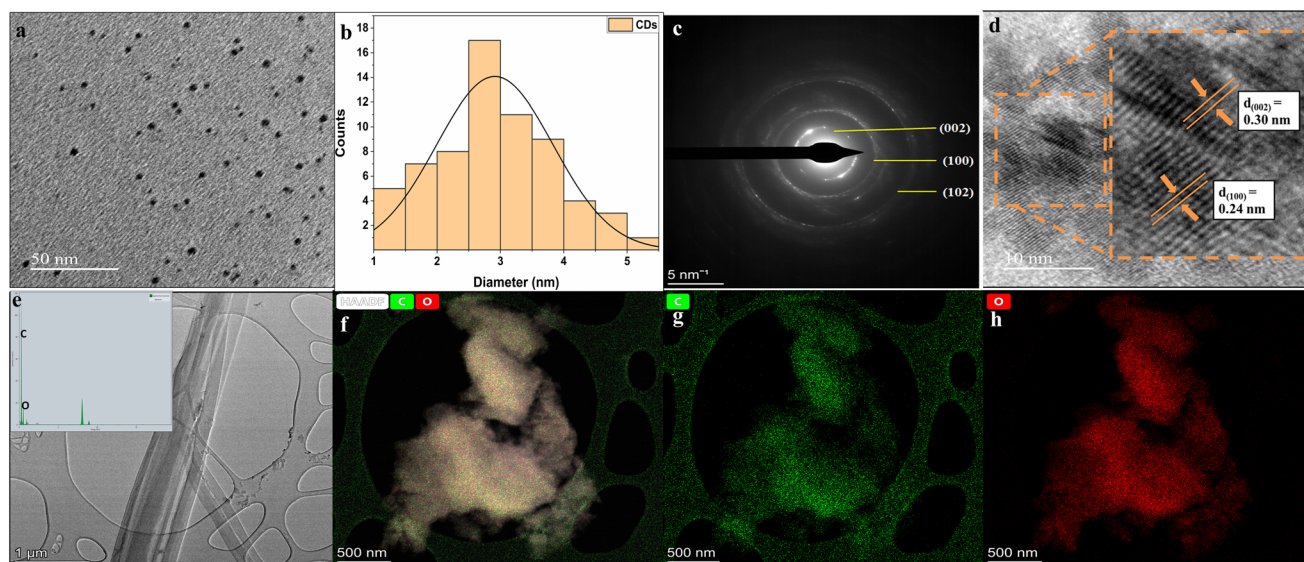 a
50 nm
b
CDs
18
16
14
12
10
8
6
4
2
Counts
1 2 3 4 5
Diameter (nm)
c
(002)
(100)
(102)
5 nm⁻¹
d
d(002) =
0.30 nm
d(100) =
0.24 nm
10 nm
e
C
O
1 μm
HAADF C O
f
500 nm
C
g
500 nm
O
h
500 nm